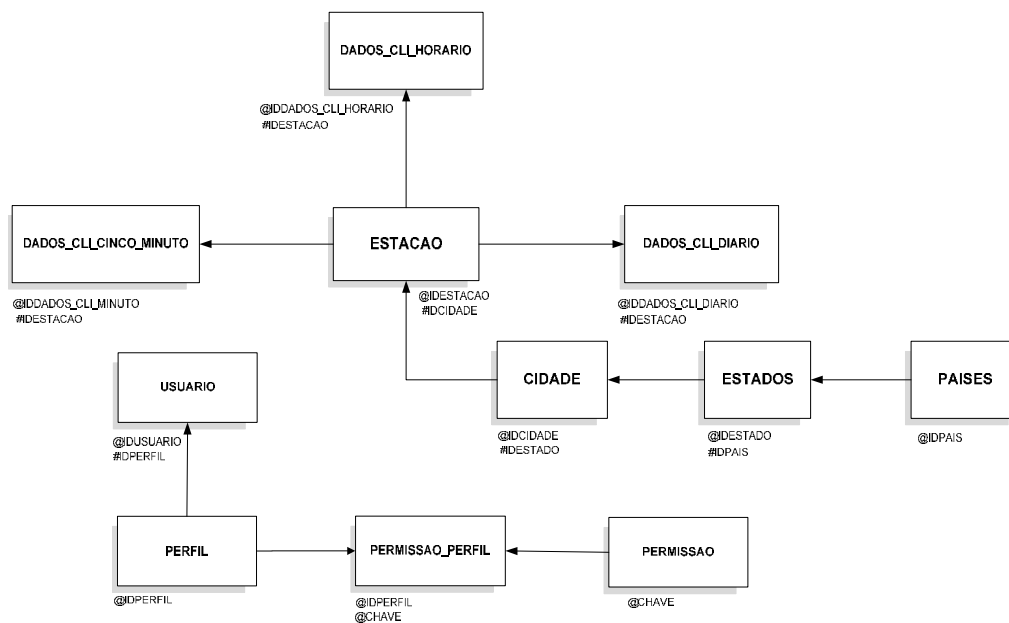 DADOS_CLI_HORARIO
@IDDADOS_CLI_HORARIO
#IDESTACAO
DADOS_CLI_CINCO_MINUTO
@IDDADOS_CLI_MINUTO
#IDESTACAO
ESTACAO
@IDESTACAO
#IDCIDADE
DADOS_CLI_DIARIO
@IDDADOS_CLI_DIARIO
#IDESTACAO
CIDADE
@IDCIDADE
#IDESTADO
ESTADOS
@IDESTADO
#IDPAIS
PAISES
@IDPAIS
USUARIO
@IDUSUARIO
#IDPERFIL
PERFIL
@IDPERFIL
PERMISSAO_PERFIL
@IDPERFIL
@CHAVE
PERMISSAO
@CHAVE